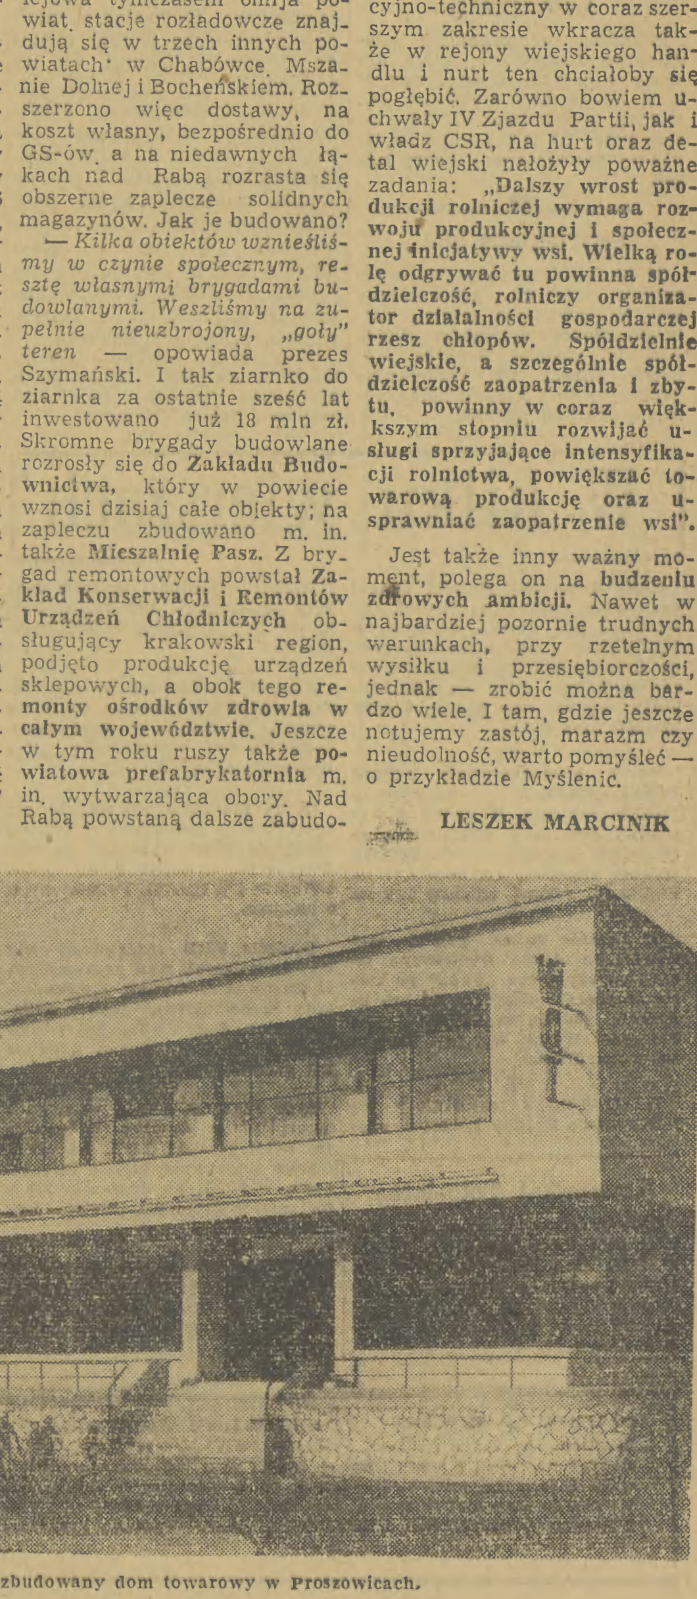 lejowa tymczasem omija po-
wiat, stacje rozładowcze znaj-
dują się w trzech innych po-
wiatach w Chabówce, Msza-
nie Dolnej i Bocheńskiem. Roz-
szerzono więc dostawy, na
koszt własny, bezpośrednio do
GS-ów, a na niedawnych łą-
kach nad Rabą rozrasta się
obszerne zaplecze solidnych
magazynów. Jak je budowano?
— Kilka obiektów wznieśliś-
my w czynie społecznym, re-
sztę własnymi brygadami bu-
dowlanymi. Weszliśmy na zu-
pełnie nieuzbrojony, „goły”
teren — opowiada prezes
Szymański. I tak ziarnko do
ziarnka za ostatnie sześć lat
inwestowano już 18 mln zł.
Skromne brygady budowlane
rozrosły się do Zakładu Budo-
wnictwa, który w powiecie
wznosi dzisiaj całe obiekty; na
zapleczu zbudowano m. in.
także Mieszalnię Pasz. Z bry-
gad remontowych powstał Za-
kład Konserwacji i Remontów
Urządzeń Chłodniczych ob-
sługujący krakowski region,
podjęto produkcję urządzeń
sklepowych, a obok tego re-
monty ośrodków zdrowia w
całym województwie. Jeszcze
w tym roku ruszy także po-
wiatowa prefabrykatornia m.
in. wytwarzająca obory. Nad
Rabą powstaną dalsze zabudo-
cyjno-techniczny w coraz szer-
szym zakresie wkracza tak-
że w rejony wiejskiego han-
dlu i nurt ten chciałoby się
pogłębić. Zarówno bowiem u-
chwały IV Zjazdu Partii, jak i
władz CSR, na hurt oraz de-
tal wiejski nałożyły poważne
zadania: „Dalszy wrost pro-
dukcji rolniczej wymaga roz-
woju produkcyjnej i społecz-
nej inicjatywy wsi. Wielką ro-
lę odgrywać tu powinna spół-
dzielczość, rolniczy organiza-
tor działalności gospodarczej
rzesz chłopów. Spółdzielnie
wiejskie, a szczególnie spół-
dzielczość zaopatrzenia i zby-
tu, powinny w coraz więk-
kszym stopniu rozwijać u-
sługi sprzyjające intensyfika-
cji rolnictwa, powiększać to-
warową produkcję oraz u-
sprawniać zaopatrzenie wsi”.
Jest także inny ważny mo-
ment, polega on na budzeniu
zdrowych ambicji. Nawet w
najbardziej pozornie trudnych
warunkach, przy rzetelnym
wysiłku i przesiębiorczości,
jednak — zrobić można bar-
dzo wiele. I tam, gdzie jeszcze
notujemy zastój, marazm czy
nieudolność, warto pomyśleć —
o przykładzie Myślenic.
LESZEK MARCINIK
zbudowany dom towarowy w Proszowicach.